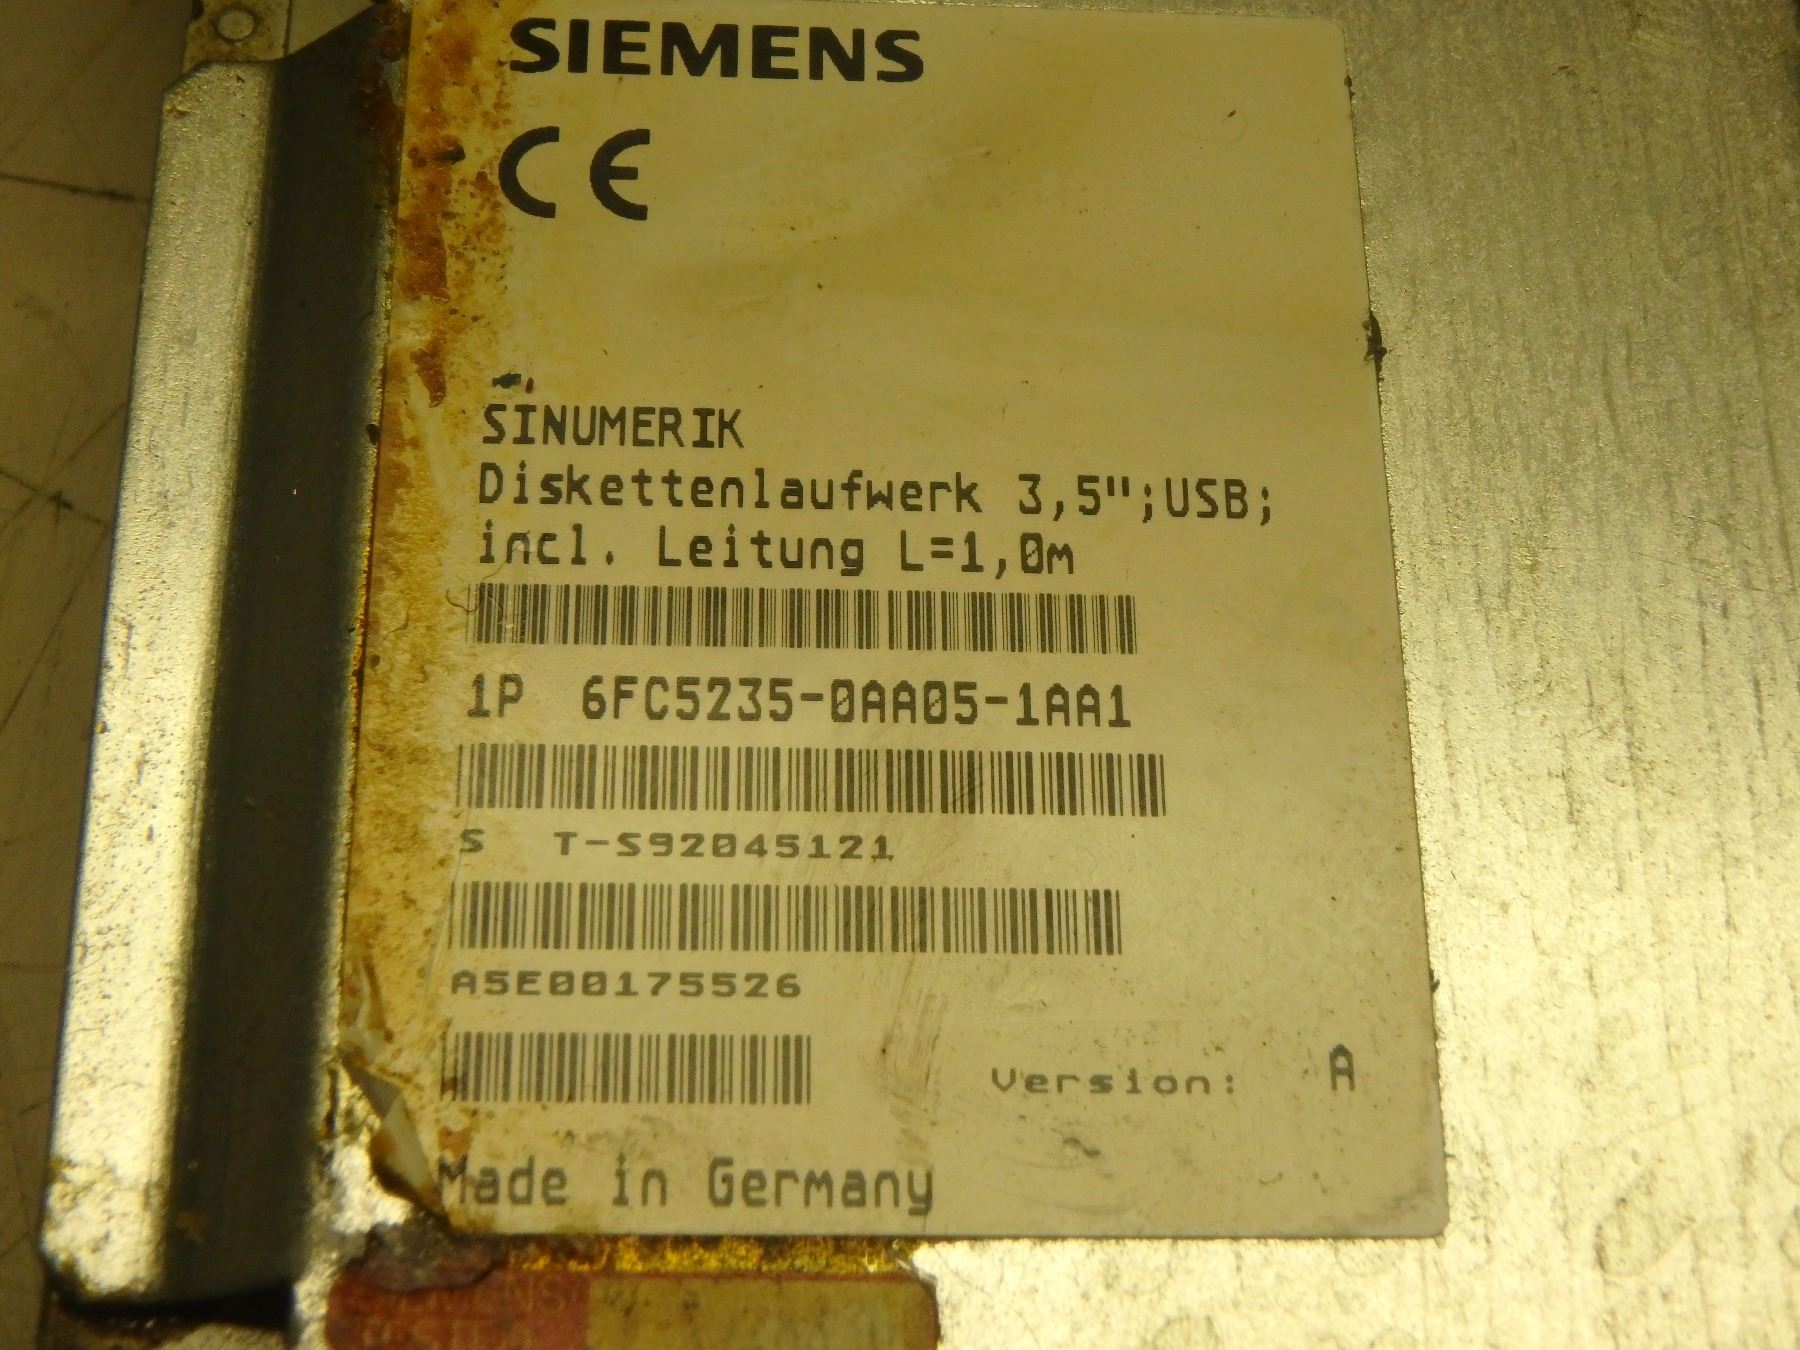 SIEMENS
CE
SINUMERIK
Diskettenlaufwerk 3,5";USB;
incl. Leitung L=1,0m
1P 6FC5235-0AA05-1AA1
S T-S92045121
A5E00175526
Version: A
Made in Germany